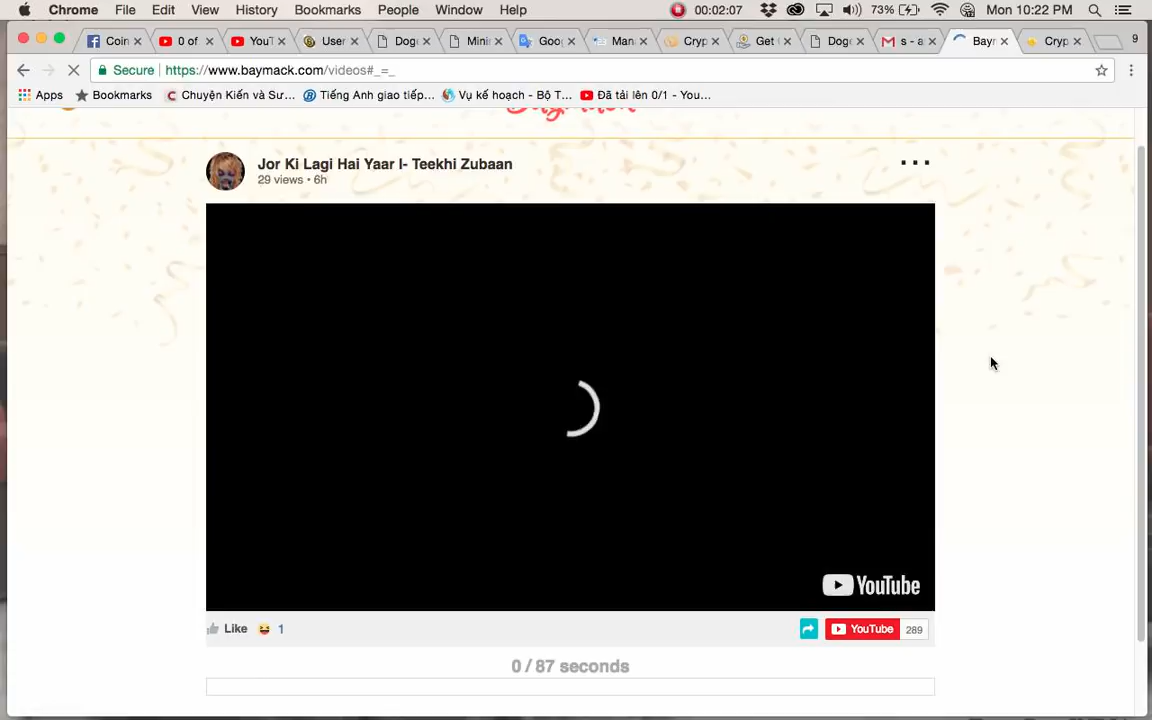 Chrome File Edit View History Bookmarks People Window Help 00:02:07 73% Mon 10:22 PM
Coin 0 of YouT User Dog Mini Goo Man Cryp Get Dog s - a Bayn Cryp 9
Secure https://www.baymack.com/videos#_=_
Apps Bookmarks Chuyện Kiến và Sư... Tiếng Anh giao tiếp... Vụ kế hoạch - Bộ T... Đã tải lên 0/1 - You...
Jor Ki Lagi Hai Yaar I- Teekhi Zubaan
29 views • 6h
YouTube
Like 1 YouTube 289
0 / 87 seconds